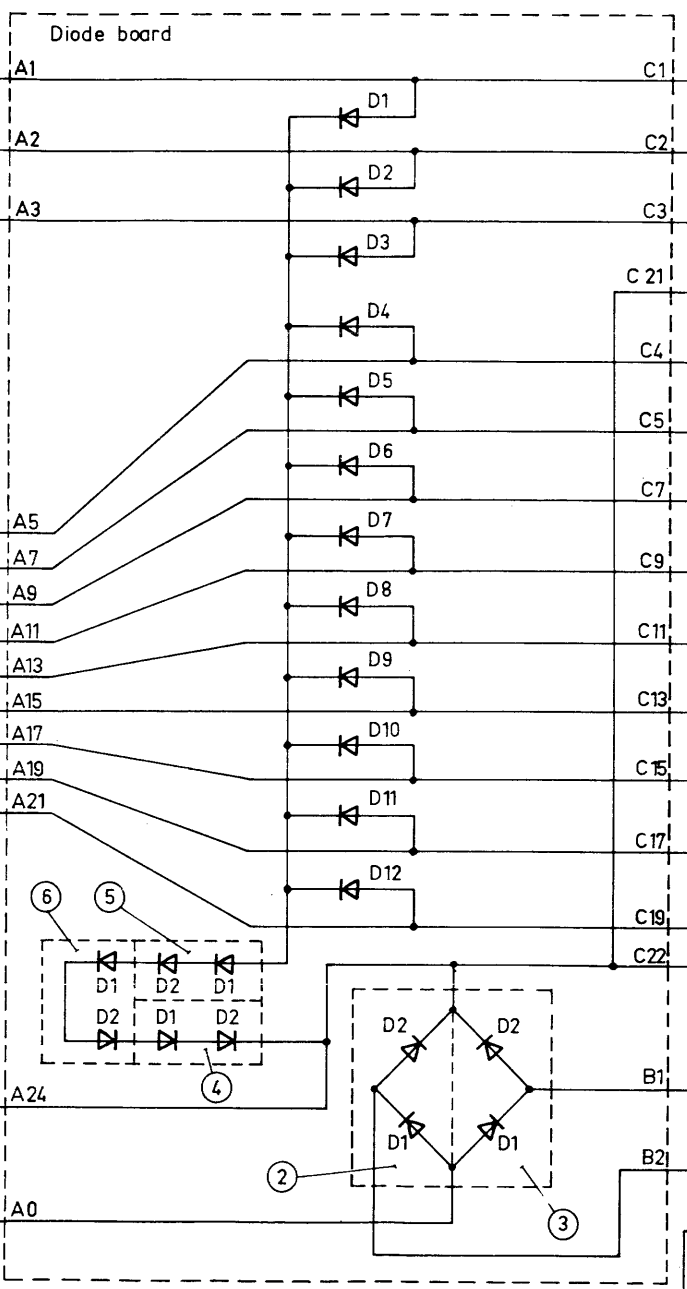 Diode board
A1 C1
D1
A2 C2
D2
A3 C3
D3
C 21
D4
C4
D5
C5
D6
C7
A5 D7
A7 C9
A9 D8
A11 C11
A13 D9
A15 C13
A17 D10
A19 C15
A21 D11
C17
D12
6 5
C19
C22
D1 D2 D1
D2 D1 D2
D2 D2
4
B1
A24
D1 D1
B2
2
A0 3